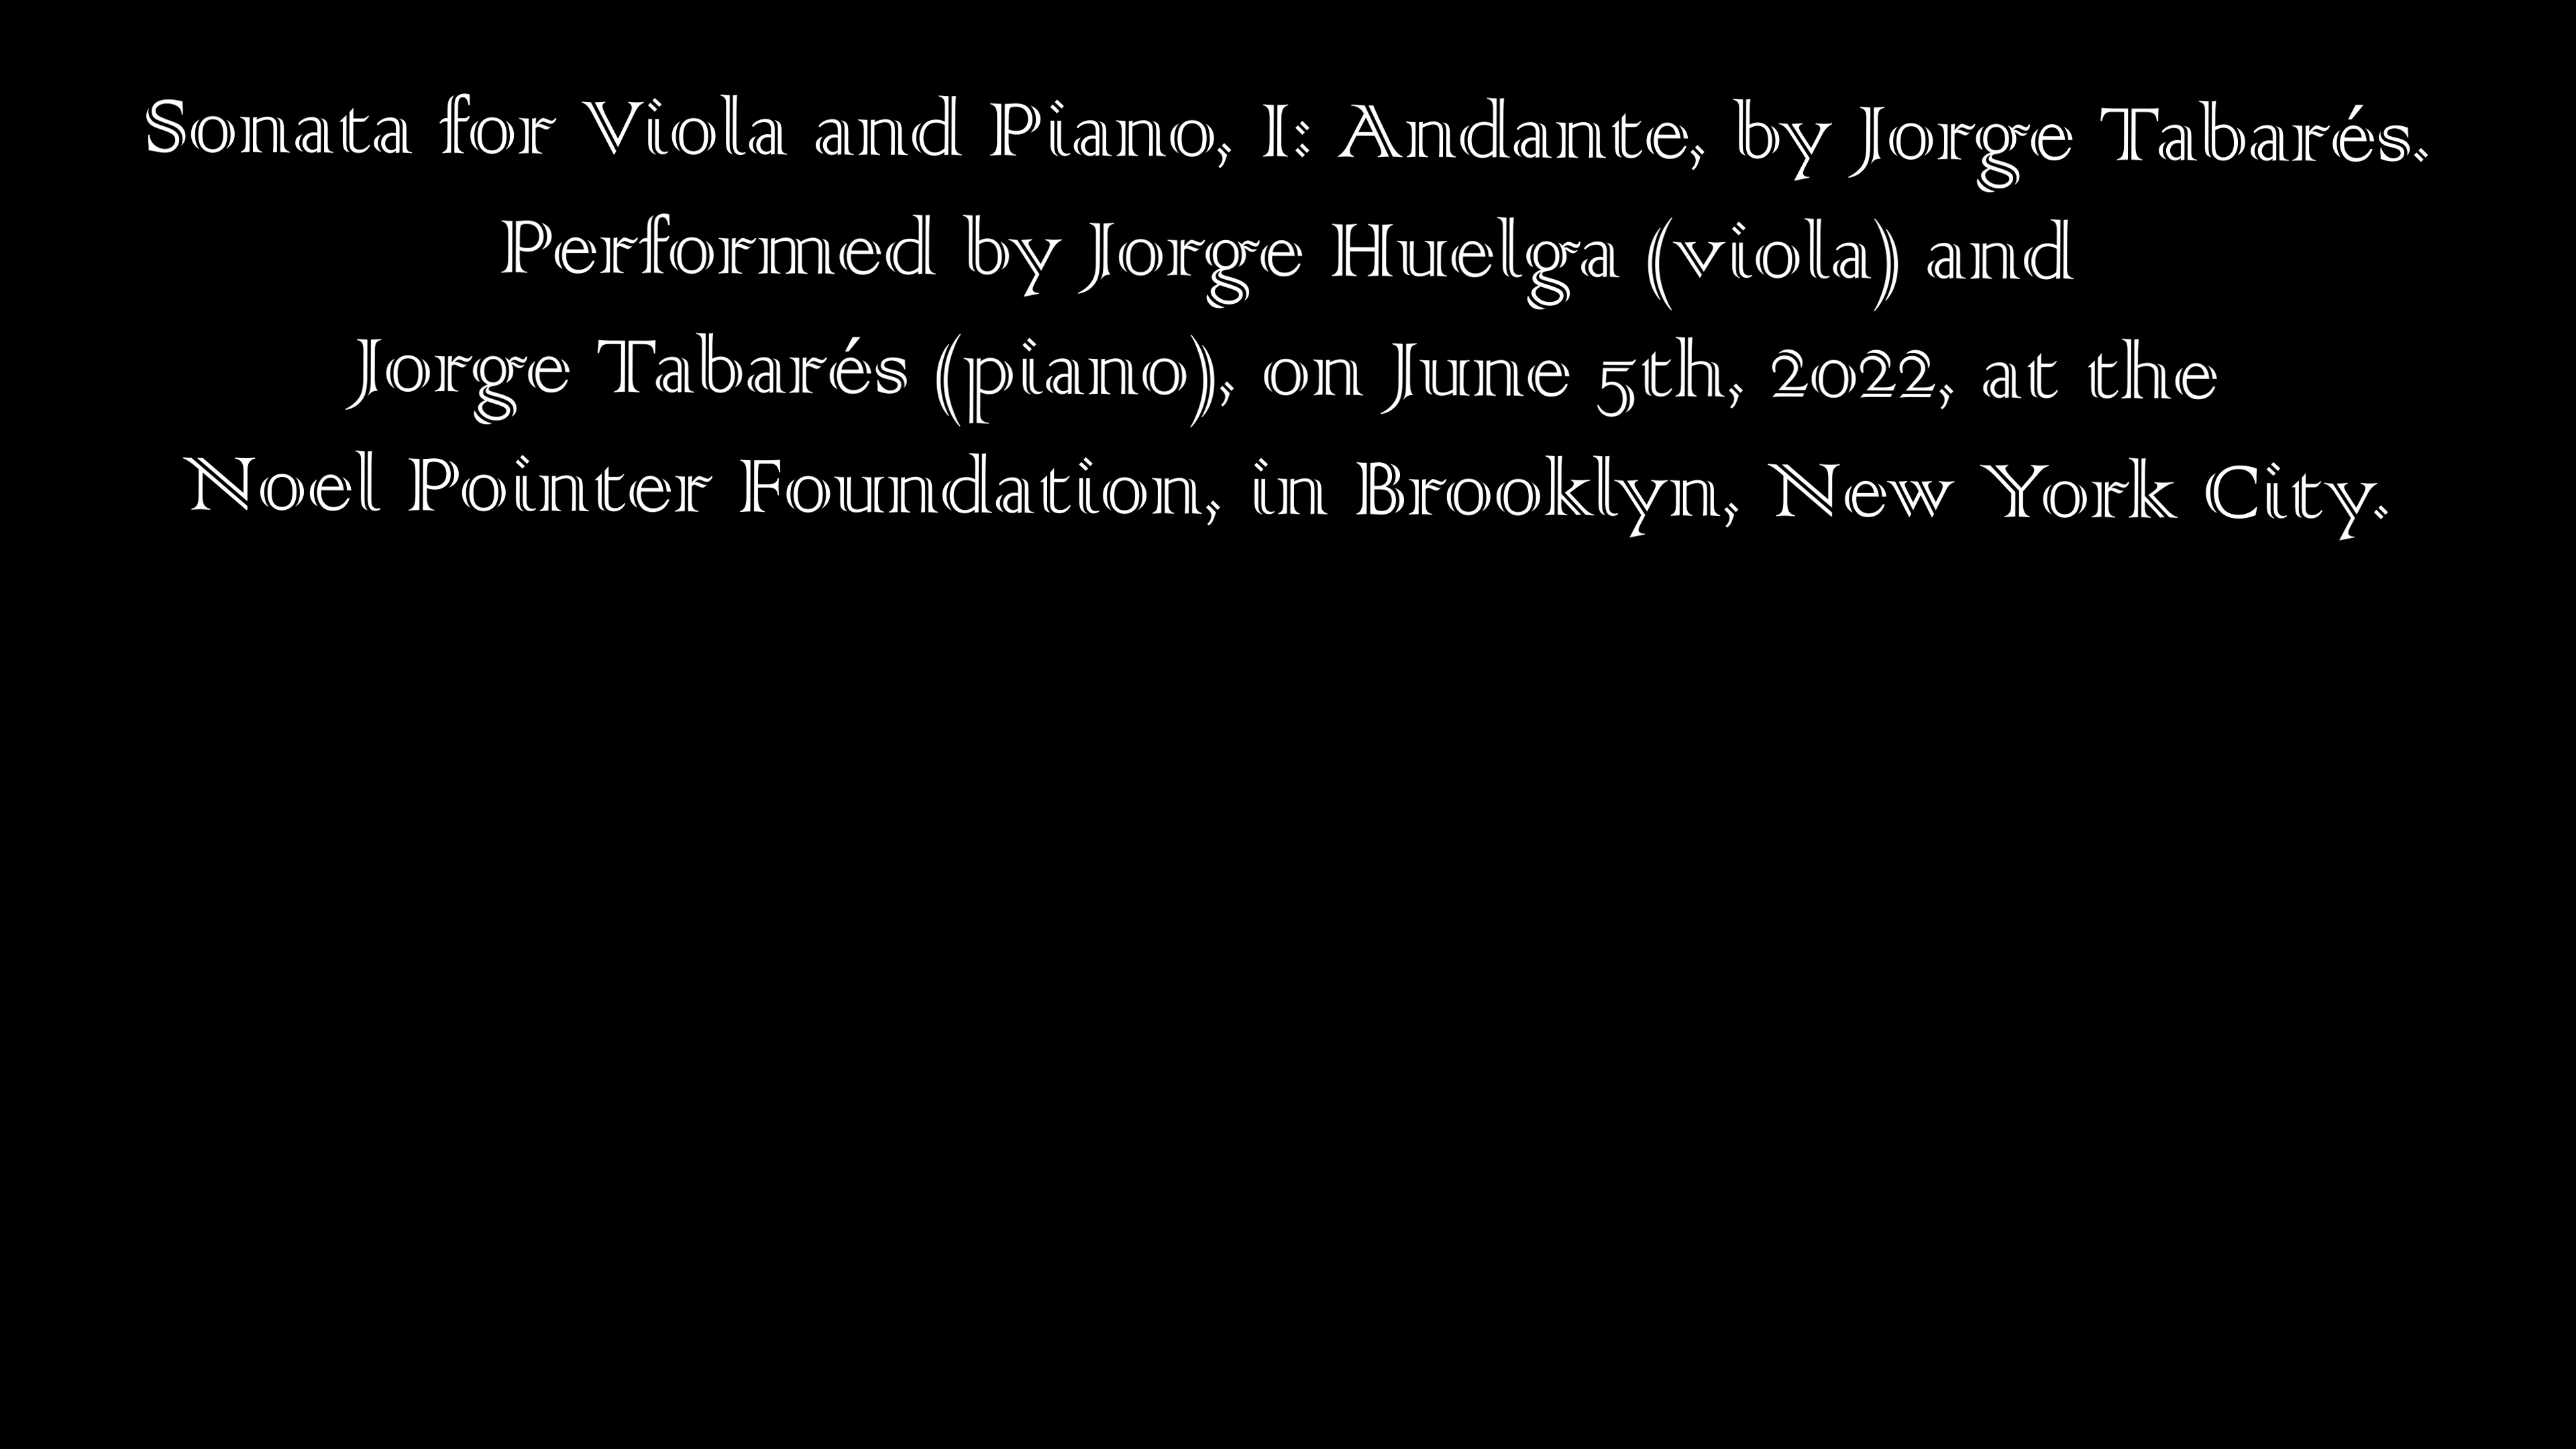 Sonata for Viola and Piano, I: Andante, by Jorge Tabarés.
Performed by Jorge Huelga (viola) and
Jorge Tabarés (piano), on June 5th, 2022, at the
Noel Pointer Foundation, in Brooklyn, New York City.